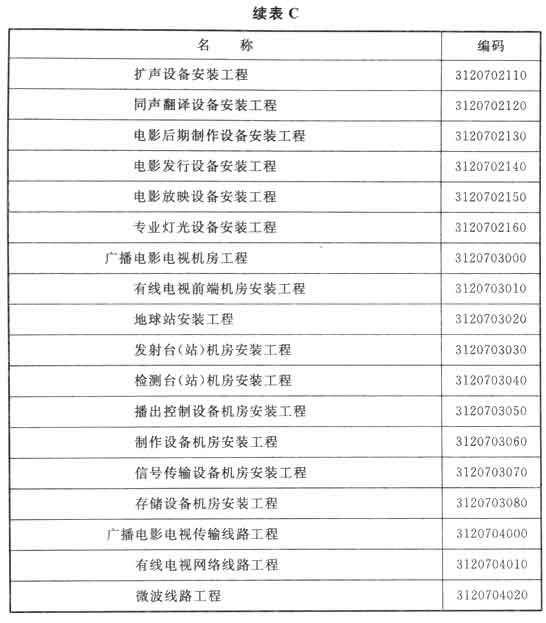 续表 C
名 称 编码
扩声设备安装工程 3120702110
同声翻译设备安装工程 3120702120
电影后期制作设备安装工程 3120702130
电影发行设备安装工程 3120702140
电影放映设备安装工程 3120702150
专业灯光设备安装工程 3120702160
广播电影电视机房工程 3120703000
有线电视前端机房安装工程 3120703010
地球站安装工程 3120703020
发射台(站)机房安装工程 3120703030
检测台(站)机房安装工程 3120703040
播出控制设备机房安装工程 3120703050
制作设备机房安装工程 3120703060
信号传输设备机房安装工程 3120703070
存储设备机房安装工程 3120703080
广播电影电视传输线路工程 3120704000
有线电视网络线路工程 3120704010
微波线路工程 3120704020